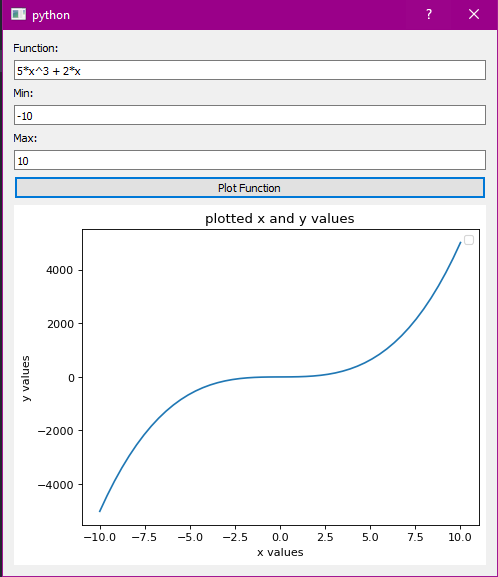 python
Function:
5*x^3 + 2*x
Min:
-10
Max:
10
Plot Function
plotted x and y values
4000
2000
0
−2000
−4000
y values
−10.0 −7.5 −5.0 −2.5 0.0 2.5 5.0 7.5 10.0
x values